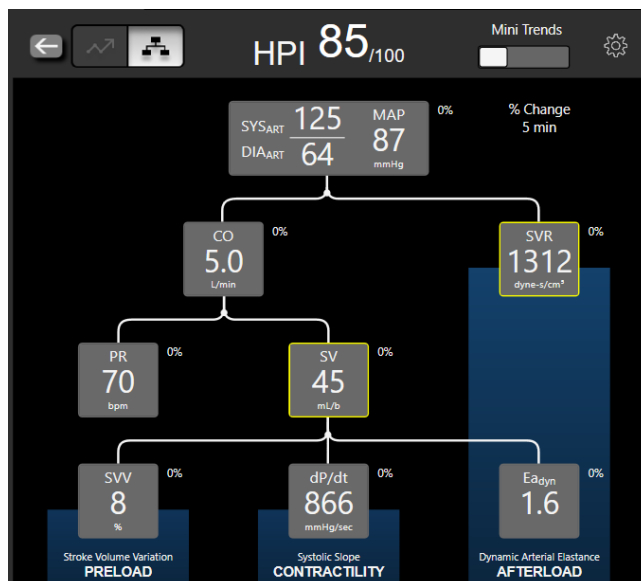 HPI 85/100
Mini Trends
SYSART 125
DIAART 64
MAP
87
mmHg
0%
% Change
5 min
CO
5.0
L/min
0%
SVR
1312
dyne-s/cm⁵
0%
PR
70
bpm
0%
SV
45
mL/b
0%
SVV
8
%
0%
dP/dt
866
mmHg/sec
0%
Eadyn
1.6
0%
Stroke Volume Variation
PRELOAD
Systolic Slope
CONTRACTILITY
Dynamic Arterial Elastance
AFTERLOAD